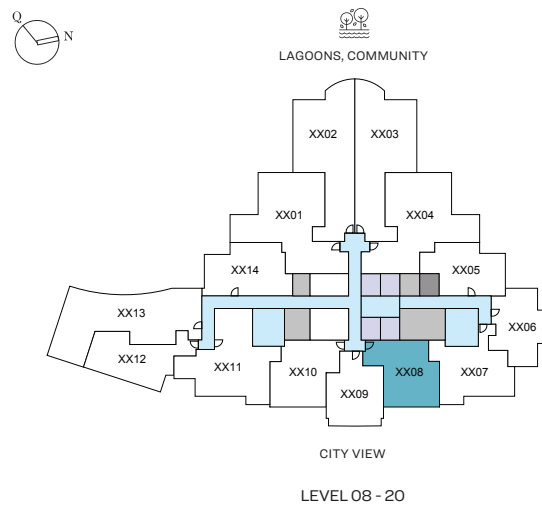 Q
N
LAGOONS, COMMUNITY
XX02
XX03
XX01
XX04
XX14
XX05
XX13
XX06
XX12
XX11
XX10
XX08
XX07
XX09
CITY VIEW
LEVEL 08 - 20